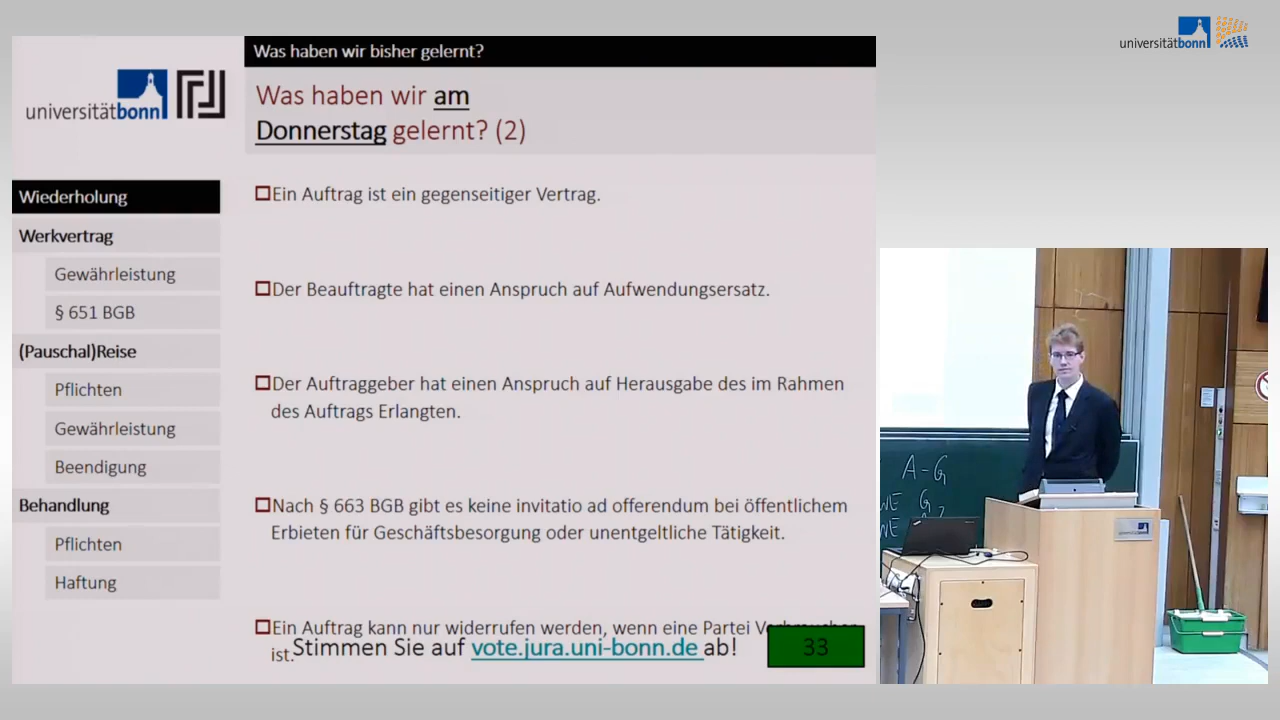 universitätbonn
Was haben wir bisher gelernt?
universitätbonn
Was haben wir am
Donnerstag gelernt? (2)
Wiederholung
Werkvertrag
Gewährleistung
§ 651 BGB
(Pauschal)Reise
Pflichten
Gewährleistung
Beendigung
Behandlung
Pflichten
Haftung
Ein Auftrag ist ein gegenseitiger Vertrag.
Der Beauftragte hat einen Anspruch auf Aufwendungsersatz.
Der Auftraggeber hat einen Anspruch auf Herausgabe des im Rahmen
des Auftrags Erlangten.
Nach § 663 BGB gibt es keine invitatio ad offerendum bei öffentlichem
Erbieten für Geschäftsbesorgung oder unentgeltliche Tätigkeit.
Ein Auftrag kann nur widerrufen werden, wenn eine Partei Verbraucher
ist.
Stimmen Sie auf vote.jura.uni-bonn.de ab!
33
A - G